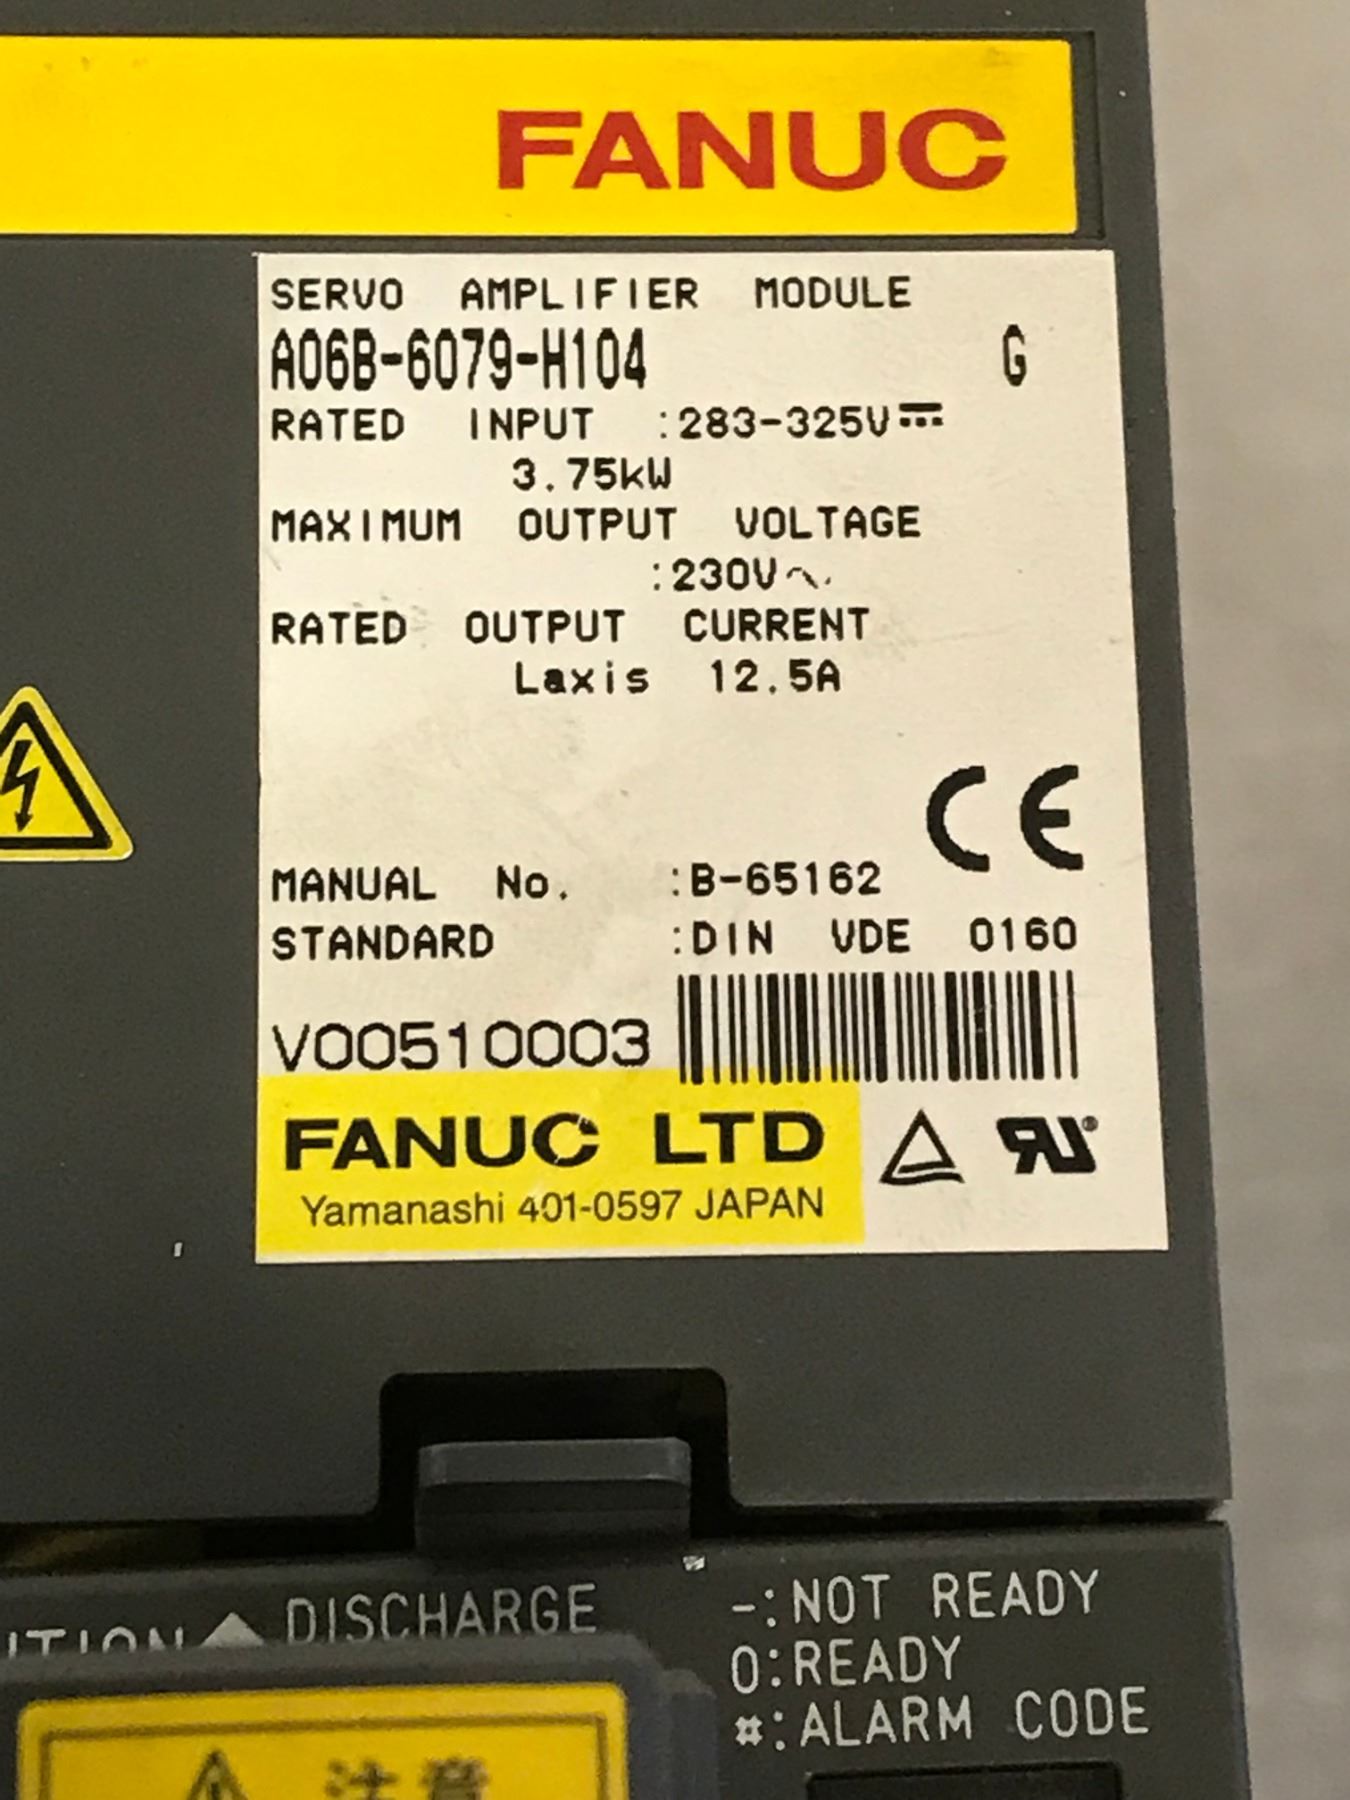 FANUC
SERVO AMPLIFIER MODULE
A06B-6079-H104 G
RATED INPUT :283-325V⎓
3.75kW
MAXIMUM OUTPUT VOLTAGE
:230V~
RATED OUTPUT CURRENT
Laxis 12.5A
CE
MANUAL No. :B-65162
STANDARD :DIN VDE 0160
V00510003
FANUC LTD
Yamanashi 401-0597 JAPAN
DISCHARGE
-:NOT READY
0:READY
#:ALARM CODE
注意